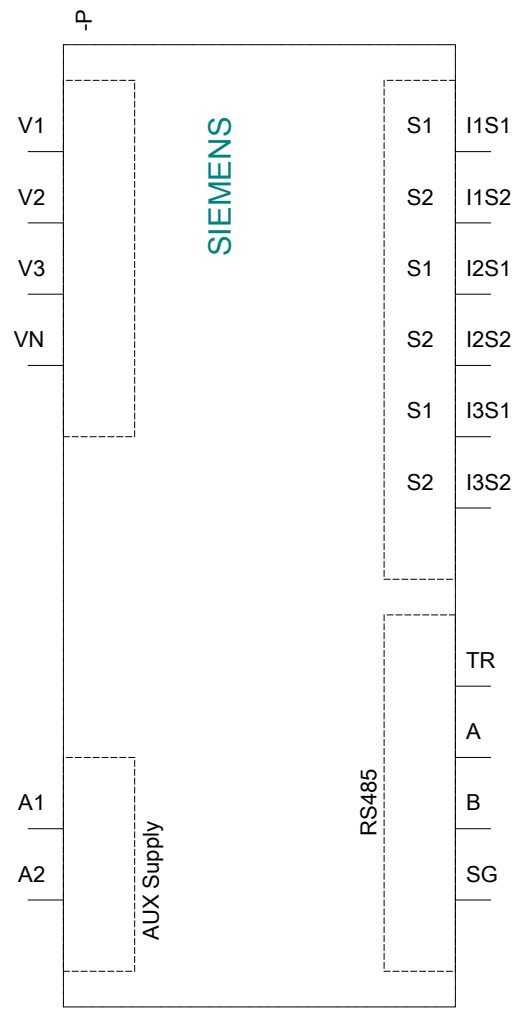 -P
V1
V2
V3
VN
A1
A2
AUX Supply
SIEMENS
S1 I1S1
S2 I1S2
S1 I2S1
S2 I2S2
S1 I3S1
S2 I3S2
RS485
TR
A
B
SG